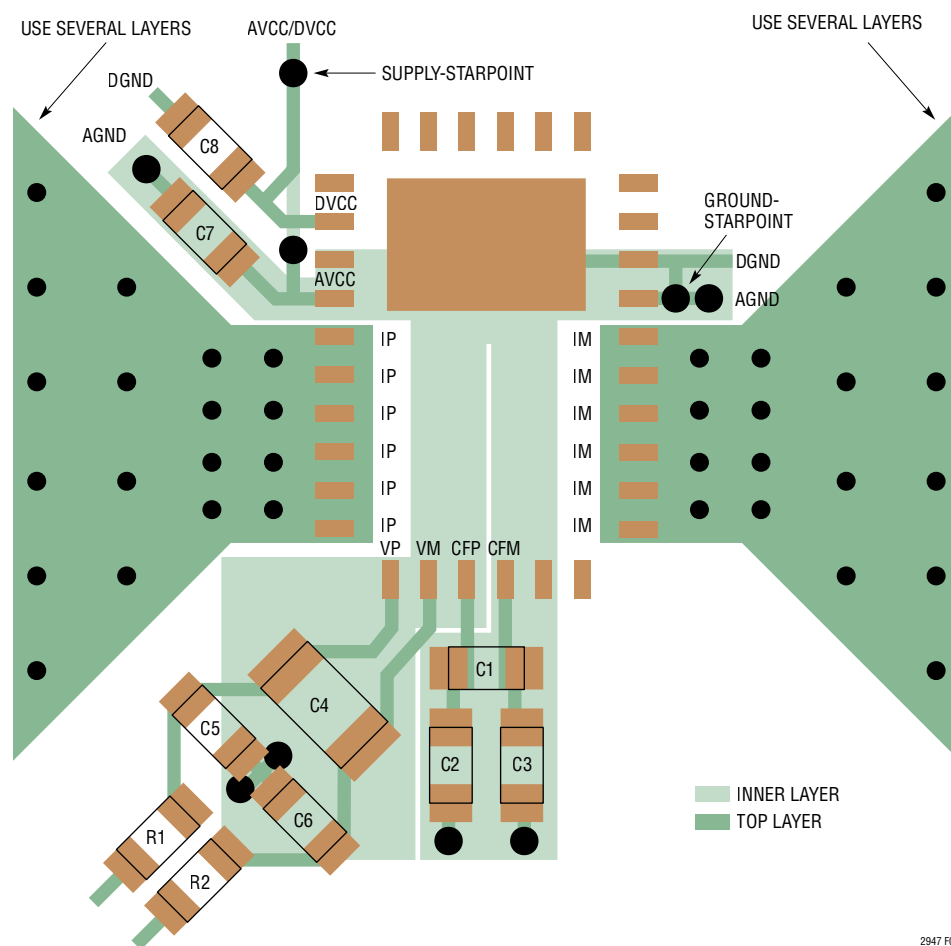 USE SEVERAL LAYERS
AVCC/DVCC
USE SEVERAL LAYERS
SUPPLY-STARPOINT
DGND
AGND
C8
C7
DVCC
AVCC
GROUND-
STARPOINT
DGND
AGND
IP
IM
IP
IM
IP
IM
IP
IM
IP
IM
IP
IM
VP
VM
CFP
CFM
C1
C4
C5
C2
C3
C6
R1
R2
INNER LAYER
TOP LAYER
2947